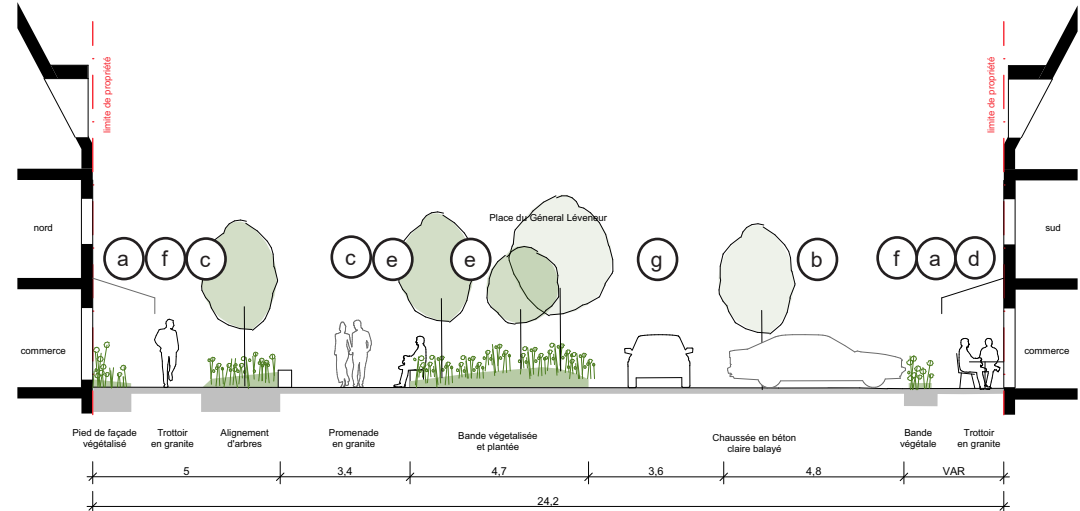 limite de propriété
limite de propriété
Place du Géneral Léveneur
nord
sud
a f c c e e g b f a d
commerce
commerce
Pied de façade
végétalisé
Trottoir
en granite
Alignement
d'arbres
Promenade
en granite
Bande végetalisée
et plantée
Chaussée en béton
claire balayé
Bande
végétale
Trottoir
en granite
5 3,4 4,7 3,6 4,8 VAR
24,2